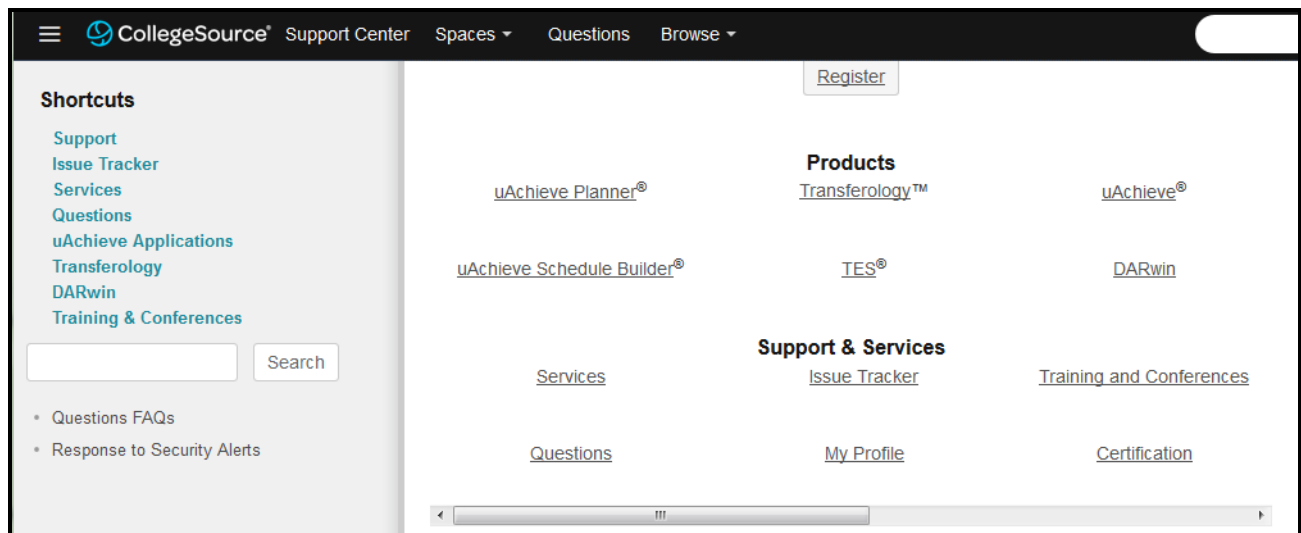 CollegeSource® Support Center Spaces Questions Browse
Shortcuts
Support
Issue Tracker
Services
Questions
uAchieve Applications
Transferology
DARwin
Training & Conferences
Search
• Questions FAQs
• Response to Security Alerts
Register
Products
uAchieve Planner® Transferology™ uAchieve®
uAchieve Schedule Builder® TES® DARwin
Support & Services
Services Issue Tracker Training and Conferences
Questions My Profile Certification